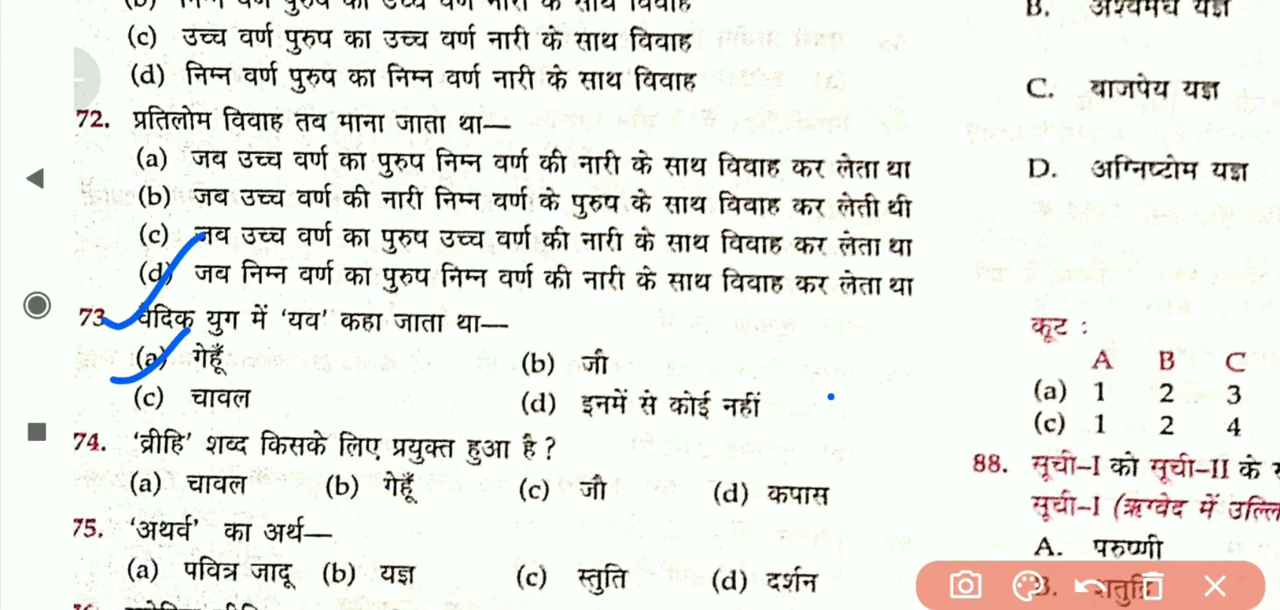 (c) उच्च वर्ण पुरुष का उच्च वर्ण नारी के साथ विवाह
(d) निम्न वर्ण पुरुष का निम्न वर्ण नारी के साथ विवाह
72. प्रतिलोम विवाह तब माना जाता था—
(a) जब उच्च वर्ण का पुरुष निम्न वर्ण की नारी के साथ विवाह कर लेता था
(b) जब उच्च वर्ण की नारी निम्न वर्ण के पुरुष के साथ विवाह कर लेती थी
(c) जब उच्च वर्ण का पुरुष उच्च वर्ण की नारी के साथ विवाह कर लेता था
(d) जब निम्न वर्ण का पुरुष निम्न वर्ण की नारी के साथ विवाह कर लेता था
73. वैदिक युग में ‘यव’ कहा जाता था—
(a) गेहूँ (b) जौ
(c) चावल (d) इनमें से कोई नहीं
74. ‘व्रीहि’ शब्द किसके लिए प्रयुक्त हुआ है?
(a) चावल (b) गेहूँ (c) जौ (d) कपास
75. ‘अथर्व’ का अर्थ—
(a) पवित्र जादू (b) यज्ञ (c) स्तुति (d) दर्शन
B. अश्वमेध यज्ञ
C. वाजपेय यज्ञ
D. अग्निष्टोम यज्ञ
कूट :
A B C
(a) 1 2 3
(c) 1 2 4
88. सूची–I को सूची–II के
सूची–I (ऋग्वेद में
A. परुष्णी
B.